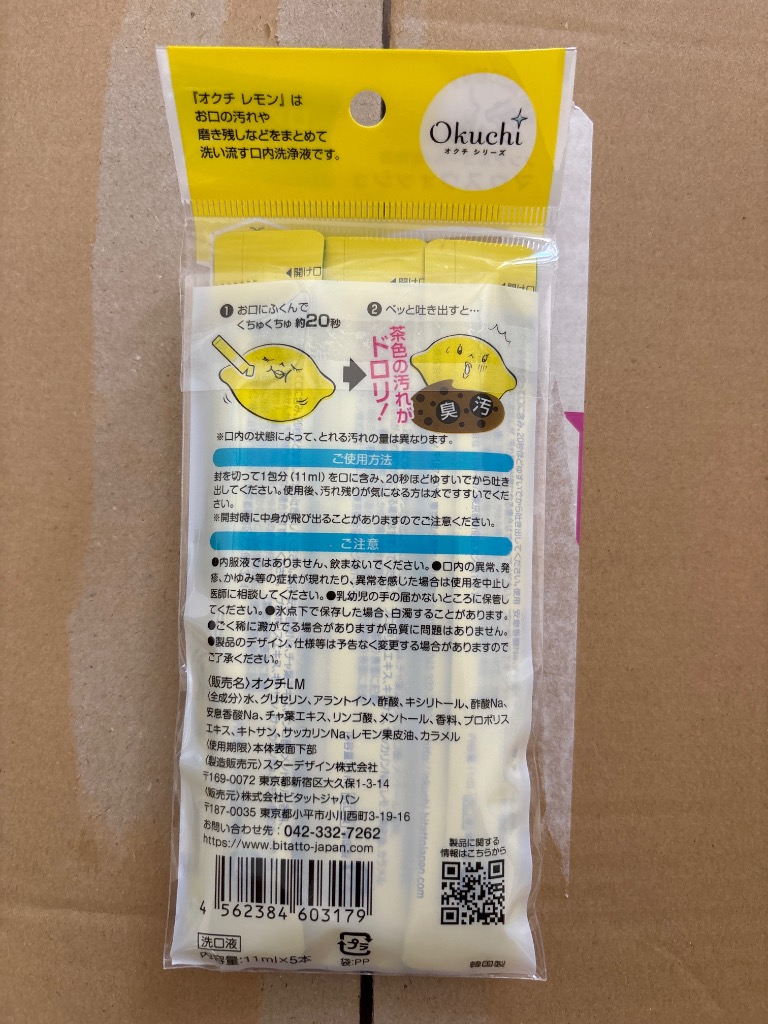 『オクチ レモン』は
お口の汚れや
磨き残しなどをまとめて
洗い流す口内洗浄液です。
Okuchi
オクチ シリーズ
◀開け口
◀開け口
◀開け口
❶ お口にふくんで
くちゅくちゅ 約20秒
❷ ペッと吐き出すと…
茶色の汚れが
ドロリ!
臭 汚
※口内の状態によって、とれる汚れの量は異なります。
ご使用方法
封を切って1包分(11ml)を口に含み、20秒ほどゆすいでから吐き
出してください。使用後、汚れ残りが気になる方は水ですすいでくだ
さい。
※開封時に中身が飛び出ることがありますのでご注意ください。
ご注意
●内服液ではありません、飲まないでください。●口内の異常、発
疹、かゆみ等の症状が現れたり、異常を感じた場合は使用を中止し
医師に相談してください。●乳幼児の手の届かないところに保管し
てください。●氷点下で保存した場合、白濁することがあります。
●ごく稀に澱がでる場合がありますが品質に問題はありません。
●製品のデザイン、仕様等は予告なく変更する場合がありますので
ご了承ください。
〈販売名〉オクチLM
〈全成分〉水、グリセリン、アラントイン、酢酸、キシリトール、酢酸Na、
安息香酸Na、チャ葉エキス、リンゴ酸、メントール、香料、プロポリス
エキス、キトサン、サッカリンNa、レモン果皮油、カラメル
〈使用期限〉本体表面下部
〈製造販売元〉スターデザイン株式会社
〒169-0072 東京都新宿区大久保1-3-14
〈販売元〉株式会社ビタットジャパン
〒187-0035 東京都小平市小川西町3-19-16
お問い合わせ先：042-332-7262
https://www.bitatto-japan.com
製品に関する
情報はこちらから
4 562384 603179
洗口液
内容量:11ml×5本
プラ
袋:PP
韓国製